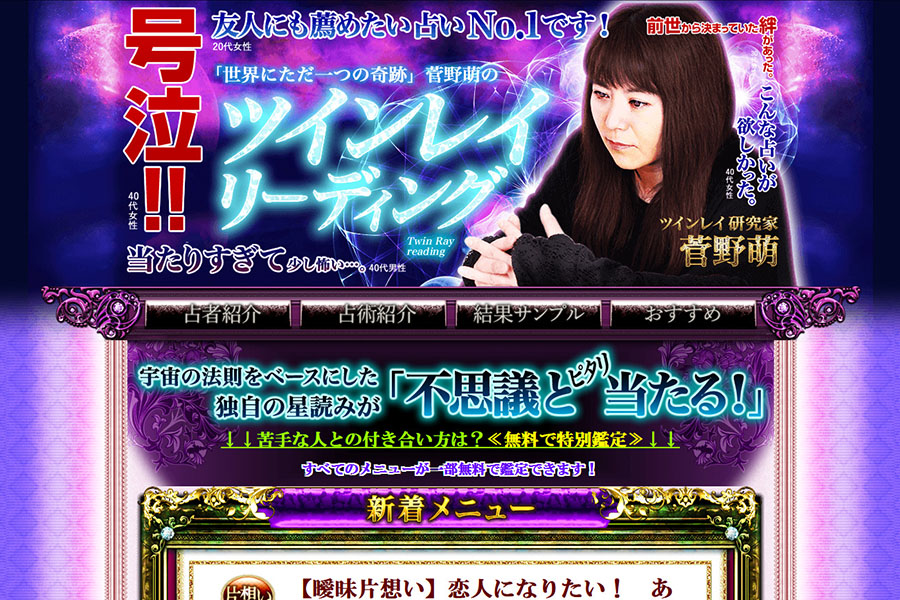 号泣!!
40代女性
友人にも薦めたい占いNo.1です!
20代女性
「世界にただ一つの奇跡」菅野萌の
ツインレイ
リーディング
Twin Ray
reading
当たりすぎて少し怖い…。40代男性
前世から決まっていた絆があった。
こんな占いが
欲しかった。
40代女性
ツインレイ研究家
菅野萌
占者紹介
占術紹介
結果サンプル
おすすめ
宇宙の法則をベースにした
独自の星読みが
「不思議とピタリ当たる!」
↓↓苦手な人との付き合い方は?≪無料で特別鑑定≫↓↓
すべてのメニューが一部無料で鑑定できます!
新着メニュー
片想い
【曖昧片想い】恋人になりたい! あ